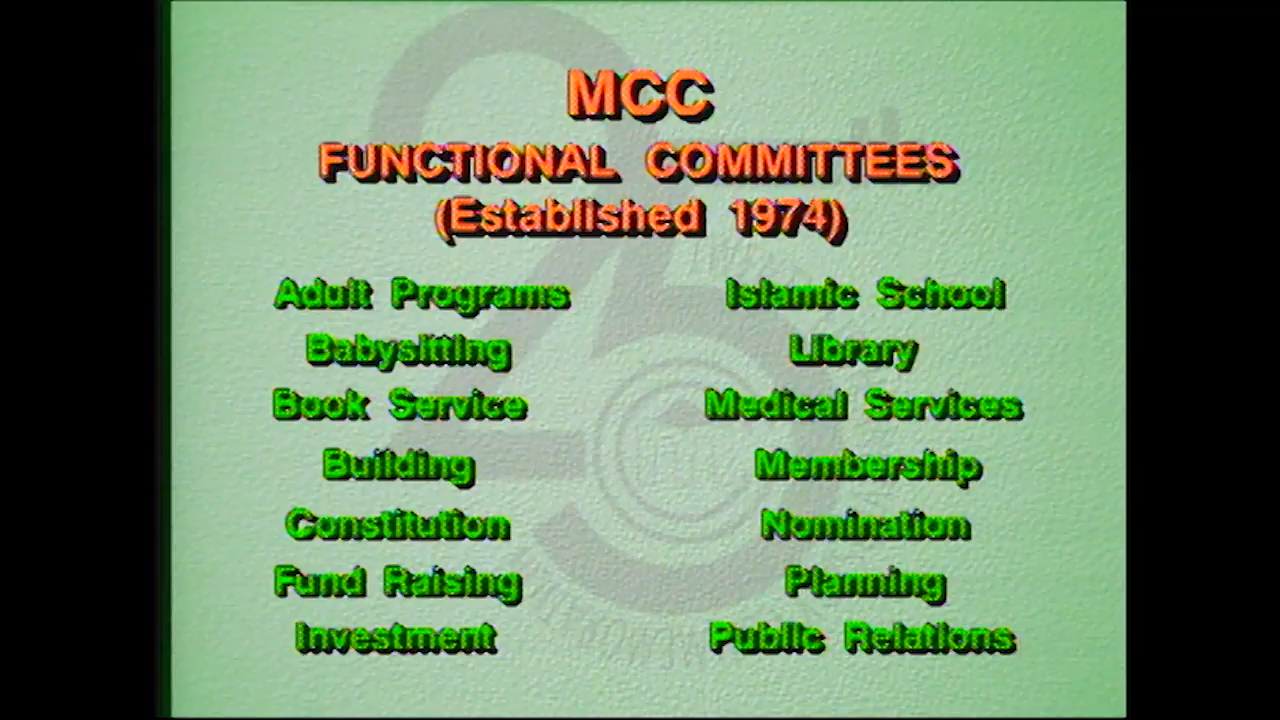 MCC
FUNCTIONAL COMMITTEES
(Established 1974)
Adult Programs
Babysitting
Book Service
Building
Constitution
Fund Raising
Investment
Islamic School
Library
Medical Services
Membership
Nomination
Planning
Public Relations